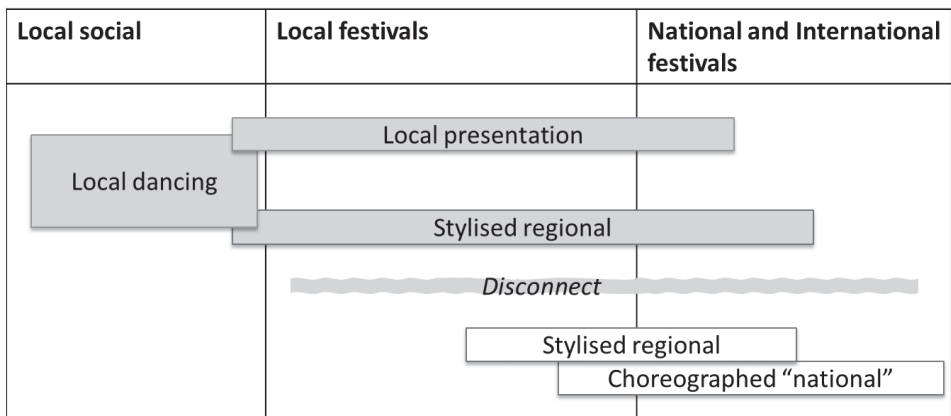 Local social
Local festivals
National and International
festivals
Local presentation
Local dancing
Stylised regional
Disconnect
Stylised regional
Choreographed “national”